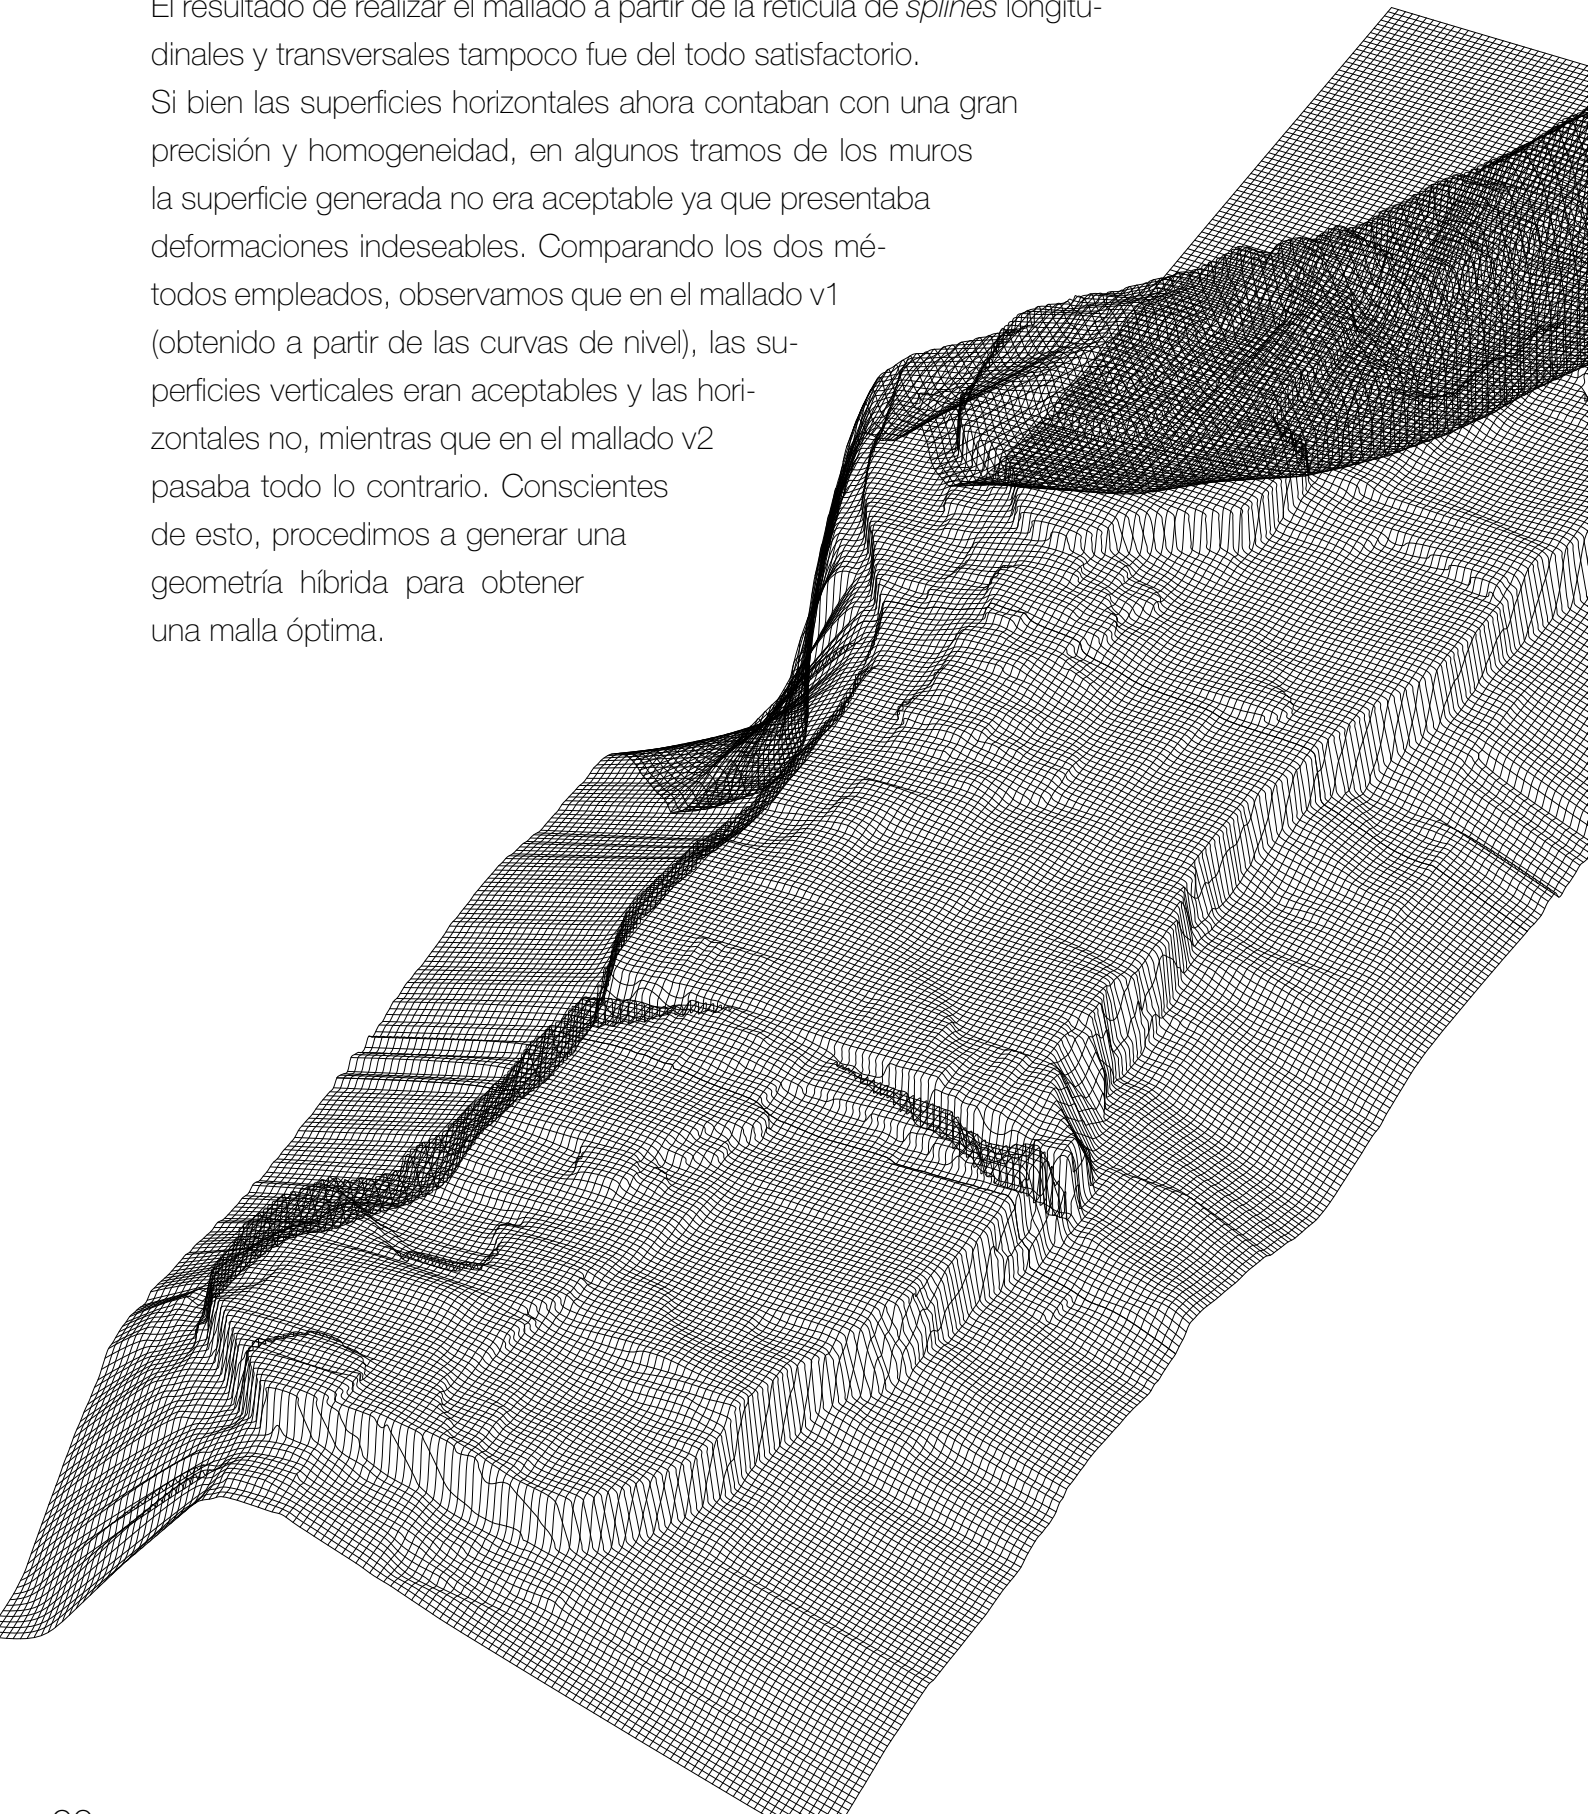 El resultado de realizar el mallado a partir de la retícula de splines longitu-
dinales y transversales tampoco fue del todo satisfactorio.
Si bien las superficies horizontales ahora contaban con una gran
precisión y homogeneidad, en algunos tramos de los muros
la superficie generada no era aceptable ya que presentaba
deformaciones indeseables. Comparando los dos mé-
todos empleados, observamos que en el mallado v1
(obtenido a partir de las curvas de nivel), las su-
perficies verticales eran aceptables y las hori-
zontales no, mientras que en el mallado v2
pasaba todo lo contrario. Conscientes
de esto, procedimos a generar una
geometría híbrida para obtener
una malla óptima.